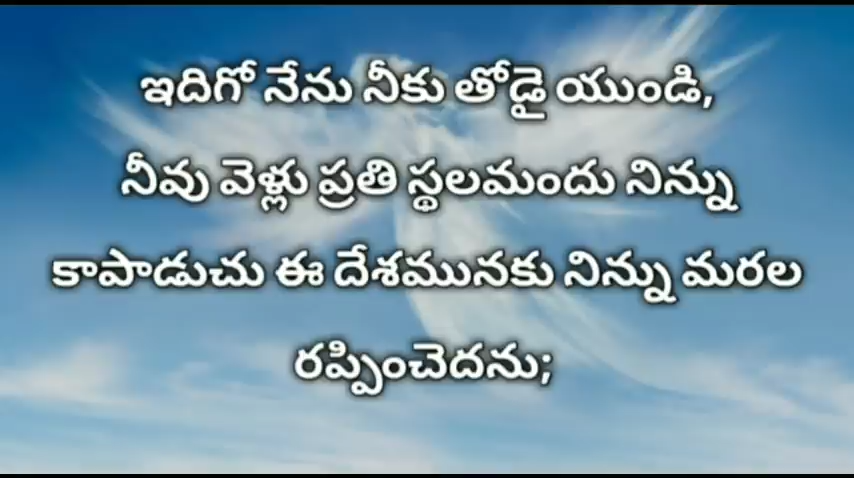 ఇదిగో నేను నీకు తోడై యుండి,
నీవు వెళ్లు ప్రతి స్థలమందు నిన్ను
కాపాడుచు ఈ దేశమునకు నిన్ను మరల
రప్పించెదను;